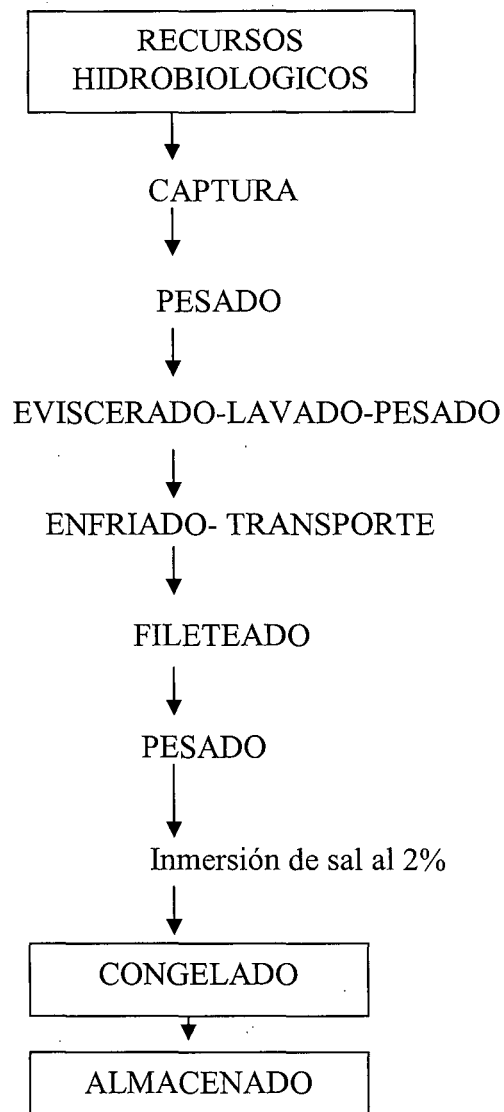 RECURSOS
HIDROBIOLOGICOS
CAPTURA
PESADO
EVISCERADO-LAVADO-PESADO
ENFRIADO- TRANSPORTE
FILETEADO
PESADO
Inmersión de sal al 2%
CONGELADO
ALMACENADO